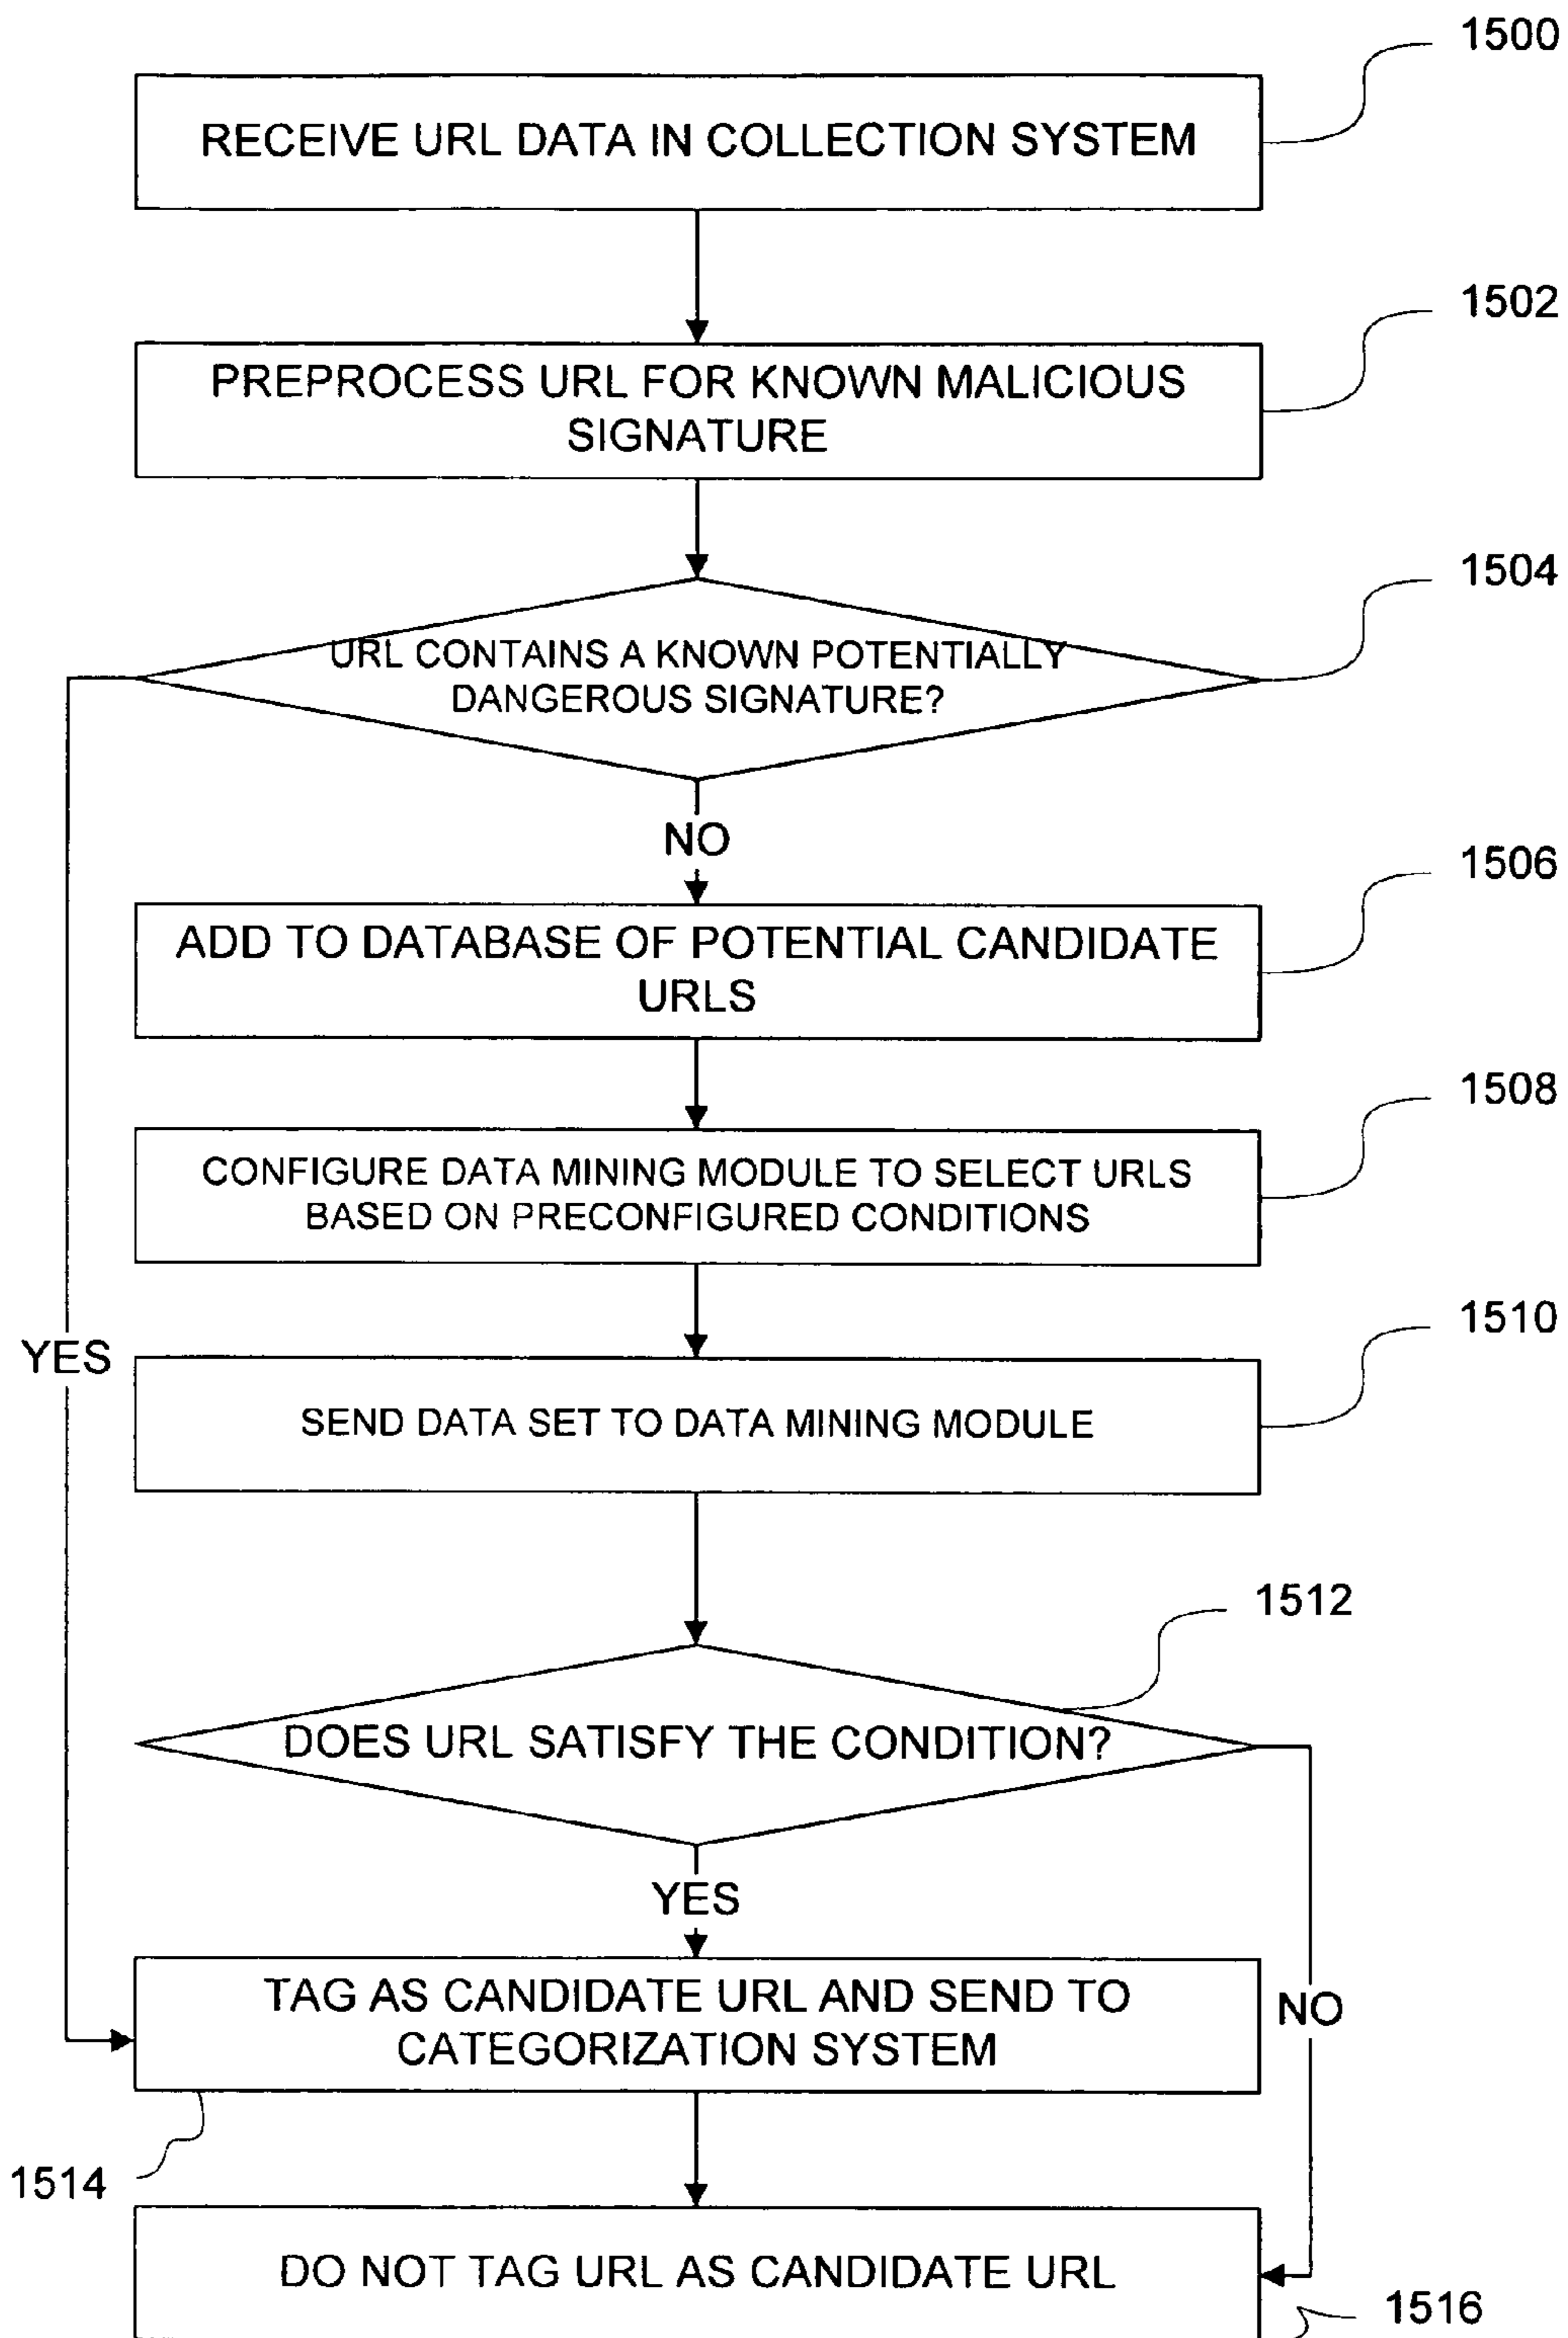 1500
RECEIVE URL DATA IN COLLECTION SYSTEM
1502
PREPROCESS URL FOR KNOWN MALICIOUS
SIGNATURE
1504
URL CONTAINS A KNOWN POTENTIALLY
DANGEROUS SIGNATURE?
NO
1506
ADD TO DATABASE OF POTENTIAL CANDIDATE
URLS
1508
CONFIGURE DATA MINING MODULE TO SELECT URLS
BASED ON PRECONFIGURED CONDITIONS
1510
YES
SEND DATA SET TO DATA MINING MODULE
1512
DOES URL SATISFY THE CONDITION?
YES
TAG AS CANDIDATE URL AND SEND TO
CATEGORIZATION SYSTEM
NO
1514
DO NOT TAG URL AS CANDIDATE URL
1516